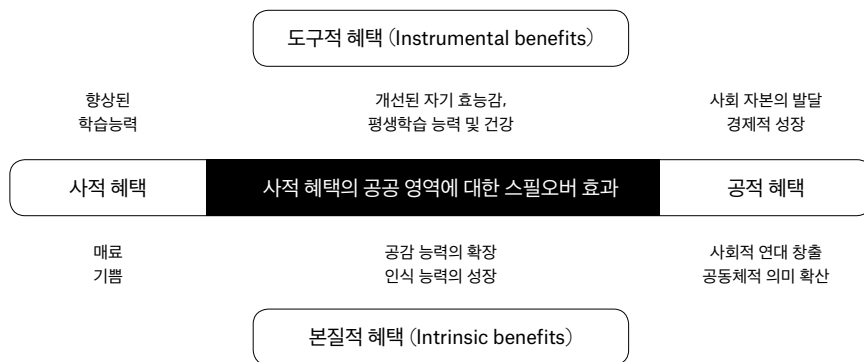 도구적 혜택 (Instrumental benefits)
향상된
학습능력
개선된 자기 효능감,
평생학습 능력 및 건강
사회 자본의 발달
경제적 성장
사적 혜택
사적 혜택의 공공 영역에 대한 스필오버 효과
공적 혜택
매료
기쁨
공감 능력의 확장
인식 능력의 성장
사회적 연대 창출
공동체적 의미 확산
본질적 혜택 (Intrinsic benefits)